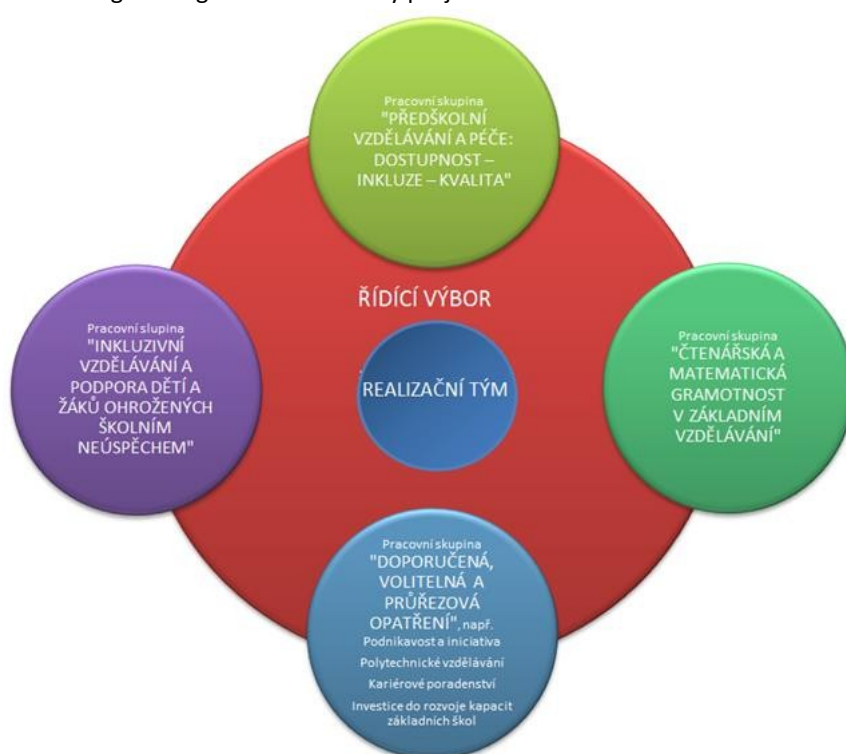 Pracovní skupina
"PŘEDŠKOLNÍ
VZDĚLÁVÁNÍ A PÉČE:
DOSTUPNOST –
INKLUZE – KVALITA"
ŘÍDÍCÍ VÝBOR
REALIZAČNÍ TÝM
Pracovní slupina
"INKLUZIVNÍ
VZDĚLÁVÁNÍ A
PODPORA DĚTÍ A
ŽÁKŮ OHROŽENÝCH
ŠKOLNÍM
NEÚSPĚCHEM"
Pracovní skupina
"ČTENÁŘSKÁ A
MATEMATICKÁ
GRAMOTNOST
V ZÁKLADNÍM
VZDĚLÁVÁNÍ"
Pracovní skupina
"DOPORUČENÁ,
VOLITELNÁ A
PRŮŘEZOVÁ
OPATŘENÍ", např.
Podnikavost a iniciativa
Polytechnické vzdělávání
Kariérové poradenství
Investice do rozvoje kapacit
základních škol